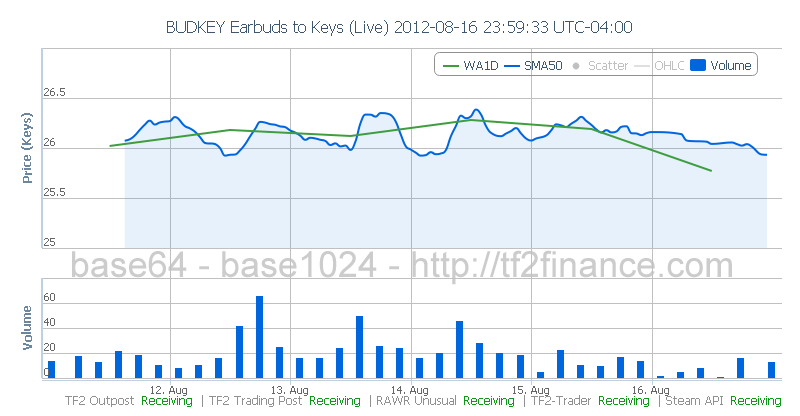 BUDKEY Earbuds to Keys (Live) 2012-08-16 23:59:33 UTC-04:00
WA1D SMA50 Scatter OHLC Volume
Price (Keys)
26.5
26
25.5
25
base64 - base1024 - http://tf2finance.com
Volume
60
40
20
0
12. Aug 13. Aug 14. Aug 15. Aug 16. Aug
TF2 Outpost Receiving | TF2 Trading Post Receiving | RAWR Unusual Receiving | TF2-Trader Receiving | Steam API Receiving